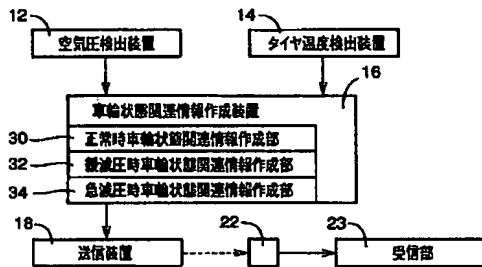 12
14
空気圧検出装置
タイヤ温度検出装置
16
車輪状態関連情報作成装置
30
正常時車輪状態関連情報作成部
32
緩減圧時車輪状態関連情報作成部
34
急減圧時車輪状態関連情報作成部
18
22
23
送信装置
受信部